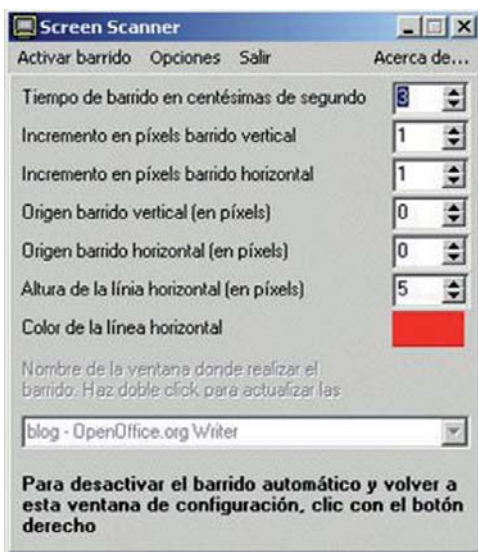 Screen Scanner
Activar barrido Opciones Salir Acerca de...
Tiempo de barrido en centésimas de segundo 3
Incremento en píxels barrido vertical 1
Incremento en píxels barrido horizontal 1
Origen barrido vertical (en píxels) 0
Origen barrido horizontal (en píxels) 0
Altura de la línia horizontal (en píxels) 5
Color de la línea horizontal
Nombre de la ventana donde realizar el
barrido. Haz doble click para actualizar las
blog - OpenOffice.org Writer
Para desactivar el barrido automático y volver a
esta ventana de configuración, clic con el botón
derecho